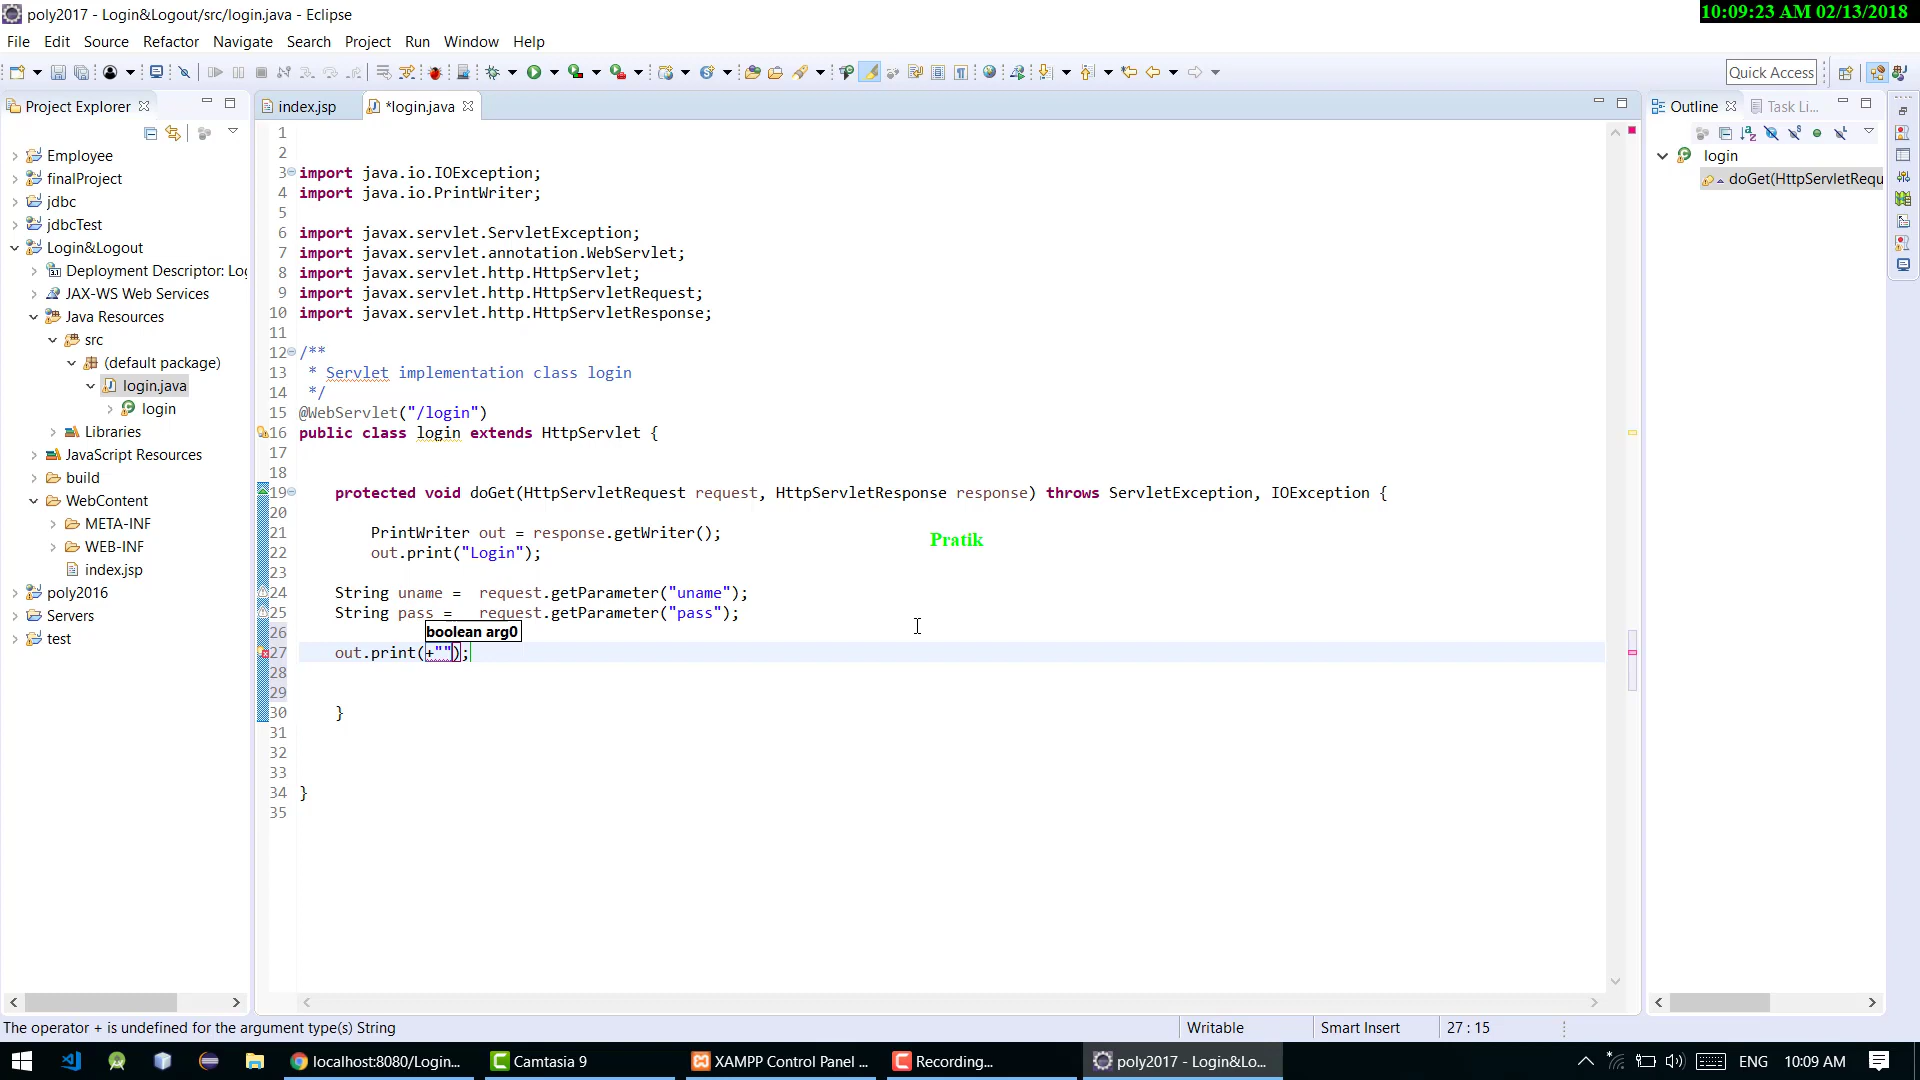 poly2017 - Login&Logout/src/login.java - Eclipse
10:09:23 AM 02/13/2018
File Edit Source Refactor Navigate Search Project Run Window Help
Quick Access
Project Explorer
index.jsp
*login.java
Outline
Task Li...
Employee
finalProject
jdbc
jdbcTest
Login&Logout
Deployment Descriptor: Log
JAX-WS Web Services
Java Resources
src
(default package)
login.java
login
Libraries
JavaScript Resources
build
WebContent
META-INF
WEB-INF
index.jsp
poly2016
Servers
test
1
2
3 import java.io.IOException;
4 import java.io.PrintWriter;
5
6 import javax.servlet.ServletException;
7 import javax.servlet.annotation.WebServlet;
8 import javax.servlet.http.HttpServlet;
9 import javax.servlet.http.HttpServletRequest;
10 import javax.servlet.http.HttpServletResponse;
11
12 /**
13 * Servlet implementation class login
14 */
15 @WebServlet("/login")
16 public class login extends HttpServlet {
17
18
19 protected void doGet(HttpServletRequest request, HttpServletResponse response) throws ServletException, IOException {
20
21 PrintWriter out = response.getWriter();
Pratik
22 out.print("Login");
23
24 String uname = request.getParameter("uname");
25 String pass = request.getParameter("pass");
26 boolean arg0
27 out.print(+"");
28
29
30 }
31
32
33
34 }
35
login
doGet(HttpServletRequ
The operator + is undefined for the argument type(s) String
Writable
Smart Insert
27 : 15
localhost:8080/Login...
Camtasia 9
XAMPP Control Panel ...
Recording...
poly2017 - Login&Lo...
ENG
10:09 AM